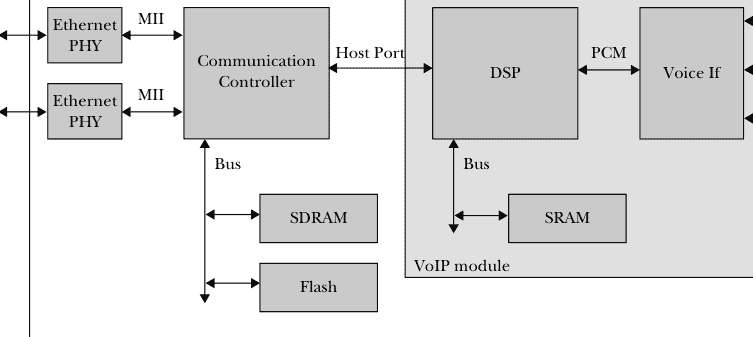 Ethernet
PHY
MII
Communication
Controller
Host Port
DSP
PCM
Voice If
Ethernet
PHY
MII
Bus
SDRAM
Flash
Bus
SRAM
VoIP module